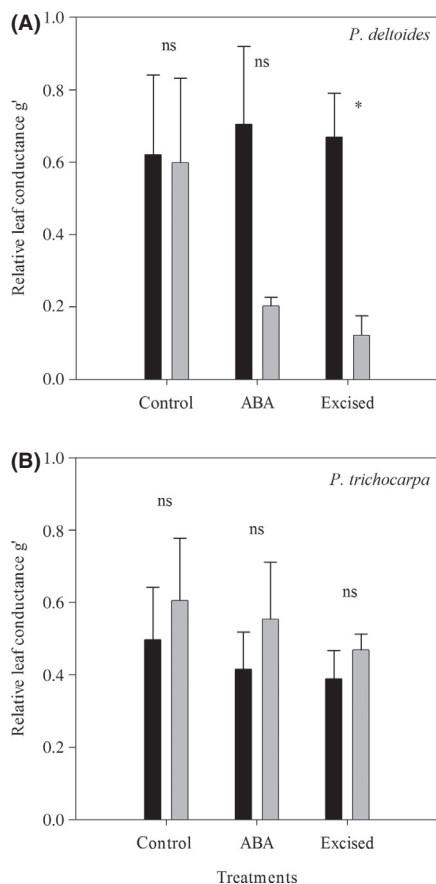 (A)
P. deltoides
Relative leaf conductance g'
1.0
0.8
0.6
0.4
0.2
0.0
ns
ns
*
Control
ABA
Excised
(B)
P. trichocarpa
Relative leaf conductance g'
1.0
0.8
0.6
0.4
0.2
0.0
ns
ns
ns
Control
ABA
Excised
Treatments